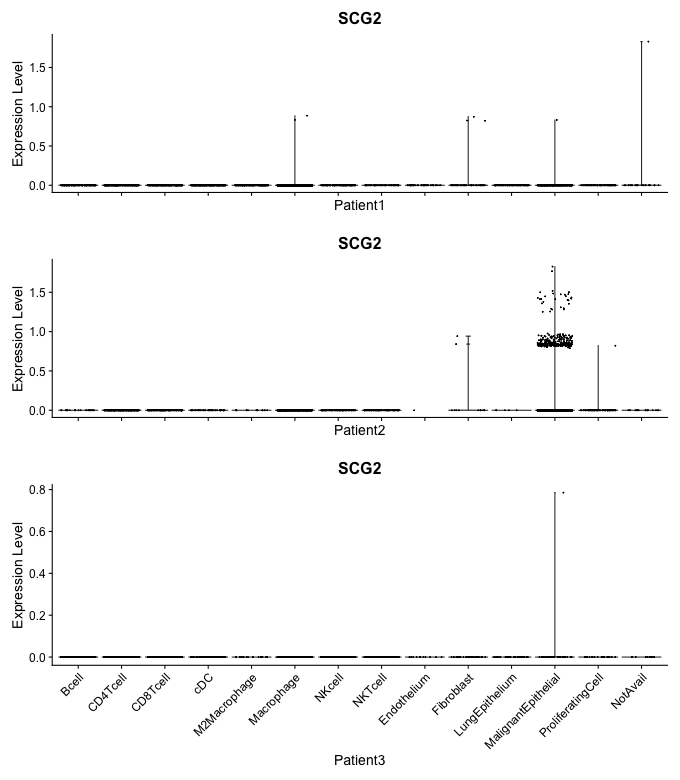 SCG2
Expression Level
1.5
1.0
0.5
0.0
Patient1
SCG2
Expression Level
1.5
1.0
0.5
0.0
Patient2
SCG2
Expression Level
0.8
0.6
0.4
0.2
0.0
Bcell
CD4Tcell
CD8Tcell
cDC
M2Macrophage
Macrophage
NKcell
NKTcell
Endothelium
Fibroblast
LungEpithelium
MalignantEpithelial
ProliferatingCell
NotAvail
Patient3